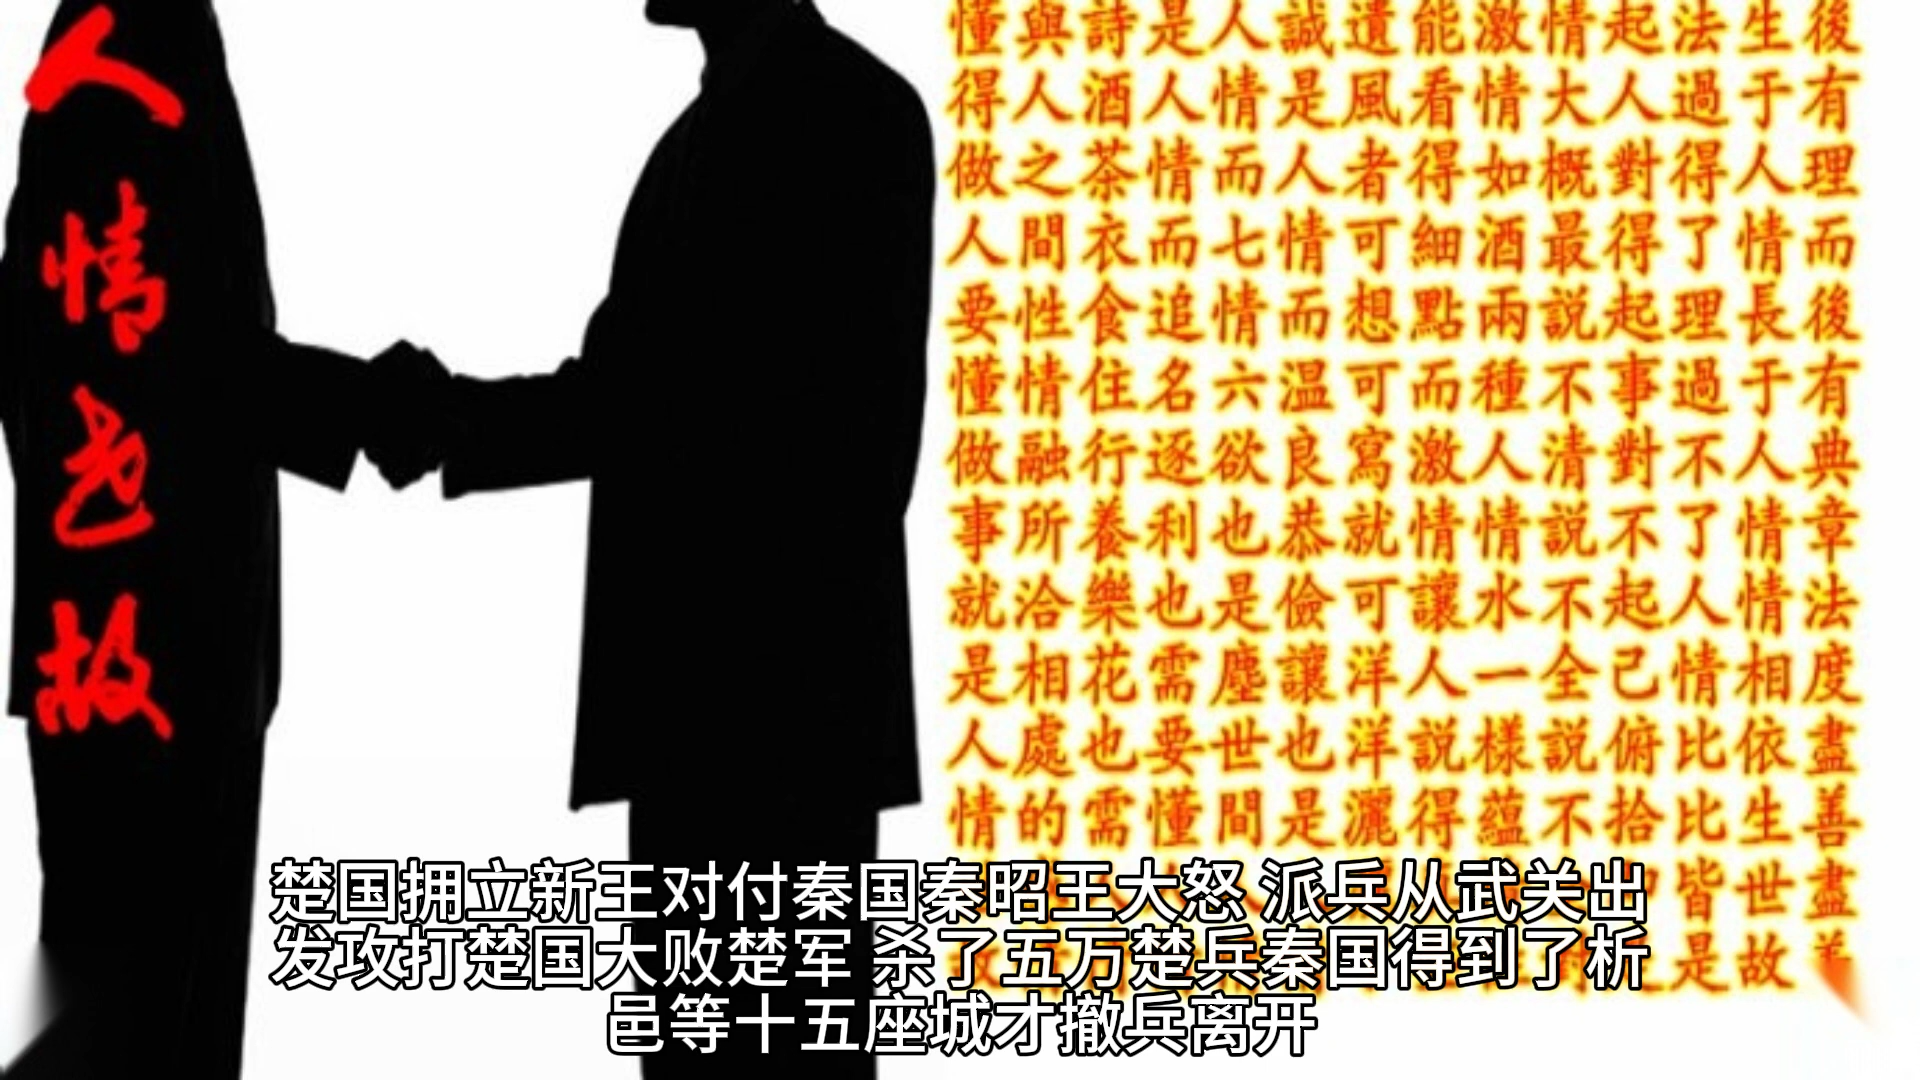 人情世故
懂得做人要懂做事就是人情
與人之間性情融所洽相處的
詩酒茶衣食住行養樂花也需
是人情而追名逐利也需要懂
人情而七情六欲也是塵世間
誠是人情而温良恭儉讓也是
遺風者可想可寫就可洋洋灑
能看得細點而激情讓人説得
激情如酒兩種人情水一樣蘊
情大概最説不清説不全説不
起人對得起事對不起己俯拾
法過得了理過不了人情比比皆是
生于人情長于人情情相依生世故
後有理而後有典章法度盡善盡
楚国拥立新王对付秦国秦昭王大怒 派兵从武关出
发攻打楚国大败楚军 杀了五万楚兵秦国得到了析
邑等十五座城才撤兵离开